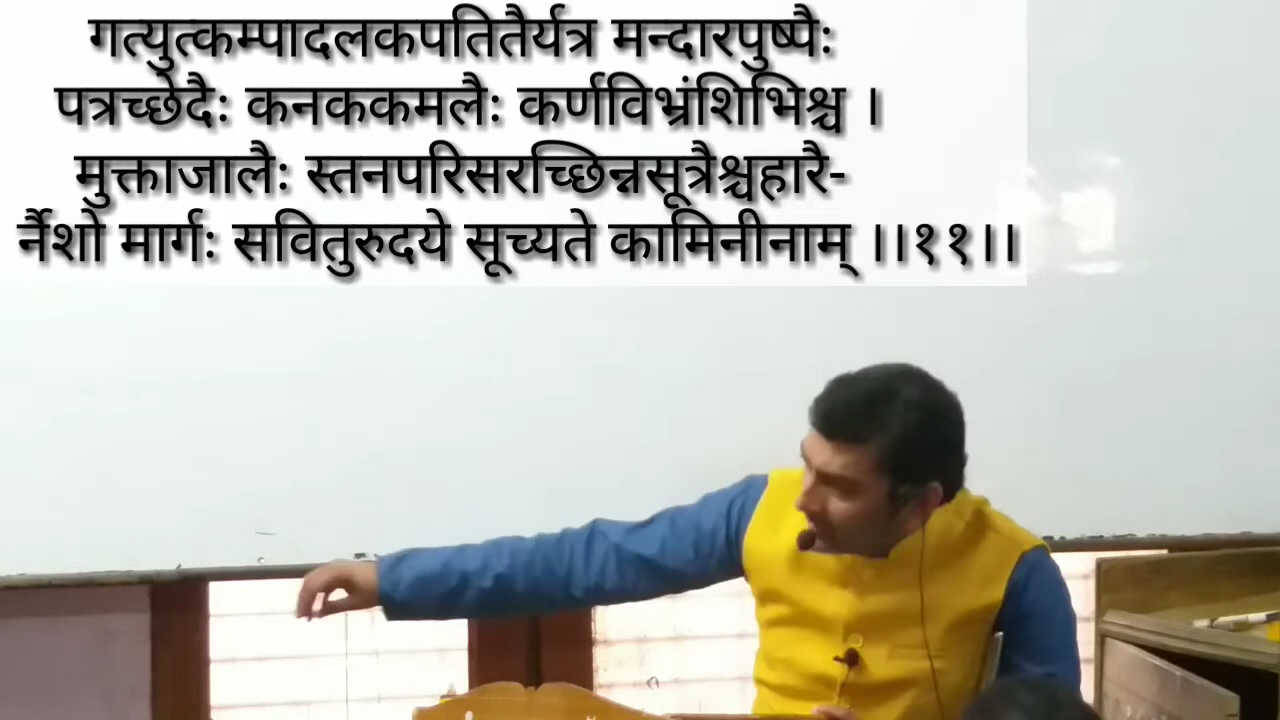 गत्युत्कम्पादलकपतितैर्यत्र मन्दारपुष्पैः
पत्रच्छेदैः कनककमलैः कर्णविभ्रंशिभिश्च ।
मुक्ताजालैः स्तनपरिसरच्छिन्नसूत्रैश्चहारै-
र्नैशो मार्गः सवितुरुदये सूच्यते कामिनीनाम् ।।११।।